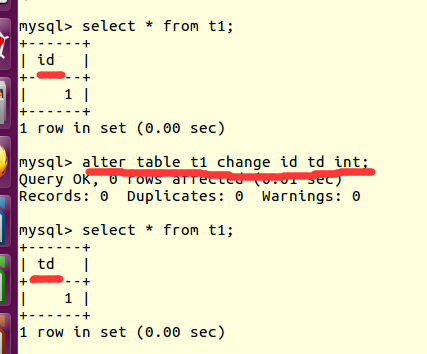 mysql> select * from t1;
+------+
| id   |
+------+
|    1 |
+------+
1 row in set (0.00 sec)
mysql> alter table t1 change id td int;
Query OK, 0 rows affected (0.01 sec)
Records: 0  Duplicates: 0  Warnings: 0
mysql> select * from t1;
+------+
| td   |
+------+
|    1 |
+------+
1 row in set (0.00 sec)